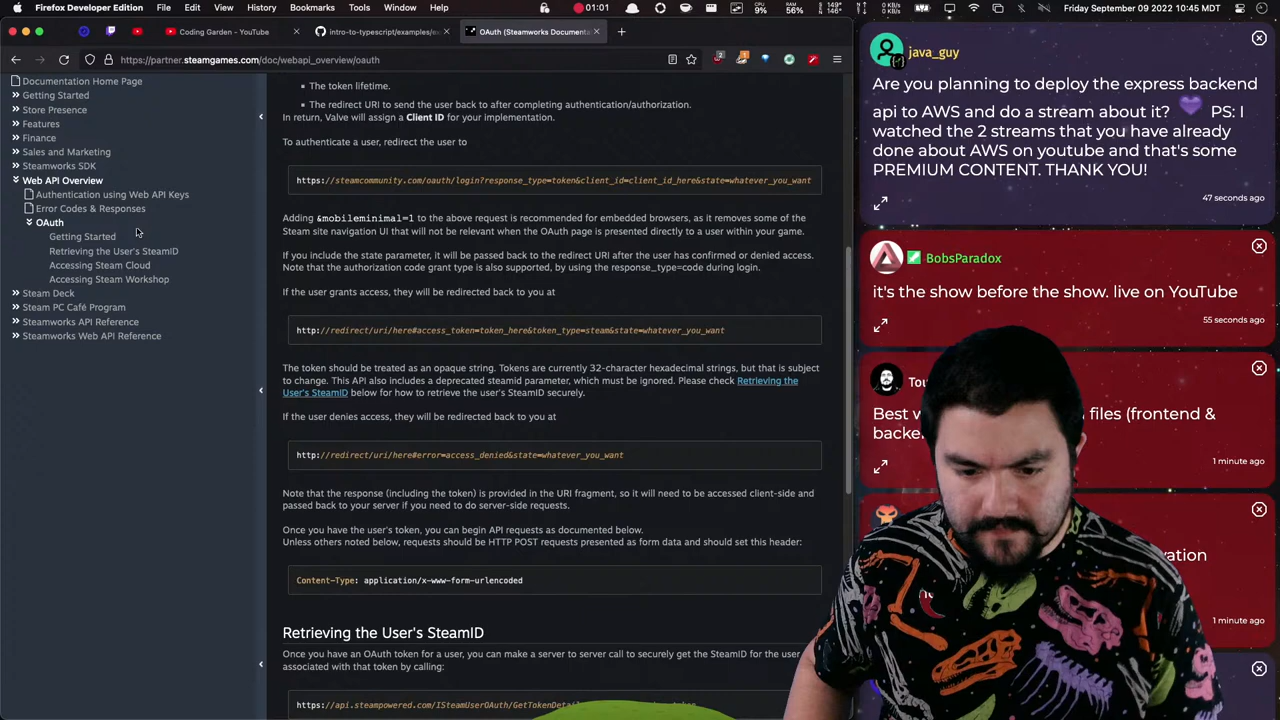 Firefox Developer Edition File Edit View History Bookmarks Tools Window Help
01:01
CPU 9%
RAM 56%
Friday September 09 2022 10:45 MDT
Coding Garden - YouTube
intro-to-typescript/examples/ex
OAuth (Steamworks Documenta
https://partner.steamgames.com/doc/webapi_overview/oauth
Documentation Home Page
Getting Started
Store Presence
Features
Finance
Sales and Marketing
Steamworks SDK
Web API Overview
Authentication using Web API Keys
Error Codes & Responses
OAuth
Getting Started
Retrieving the User's SteamID
Accessing Steam Cloud
Accessing Steam Workshop
Steam Deck
Steam PC Café Program
Steamworks API Reference
Steamworks Web API Reference
The token lifetime.
The redirect URI to send the user back to after completing authentication/authorization.
In return, Valve will assign a Client ID for your implementation.
To authenticate a user, redirect the user to
https://steamcommunity.com/oauth/login?response_type=token&client_id=client_id_here&state=whatever_you_want
Adding &mobileminimal=1 to the above request is recommended for embedded browsers, as it removes some of the
Steam site navigation UI that will not be relevant when the OAuth page is presented directly to a user within your game.
If you include the state parameter, it will be passed back to the redirect URI after the user has confirmed or denied access.
Note that the authorization code grant type is also supported, by using the response_type=code during login.
If the user grants access, they will be redirected back to you at
http://redirect/uri/here#access_token=token_here&token_type=steam&state=whatever_you_want
The token should be treated as an opaque string. Tokens are currently 32-character hexadecimal strings, but that is subject
to change. This API also includes a deprecated steamid parameter, which must be ignored. Please check Retrieving the
User's SteamID below for how to retrieve the user's SteamID securely.
If the user denies access, they will be redirected back to you at
http://redirect/uri/here#error=access_denied&state=whatever_you_want
Note that the response (including the token) is provided in the URI fragment, so it will need to be accessed client-side and
passed back to your server if you need to do server-side requests.
Once you have the user's token, you can begin API requests as documented below.
Unless others noted below, requests should be HTTP POST requests presented as form data and should set this header:
Content-Type: application/x-www-form-urlencoded
Retrieving the User's SteamID
Once you have an OAuth token for a user, you can make a server to server call to securely get the SteamID for the user
associated with that token by calling:
https://api.steampowered.com/ISteamUserOAuth/GetTokenDetai
java_guy
Are you planning to deploy the express backend
api to AWS and do a stream about it? 💜 PS: I
watched the 2 streams that you have already
done about AWS on youtube and that's some
PREMIUM CONTENT. THANK YOU!
47 seconds ago
BobsParadox
it's the show before the show. live on YouTube
55 seconds ago
Best
files (frontend &
1 minute ago
1 minute ago